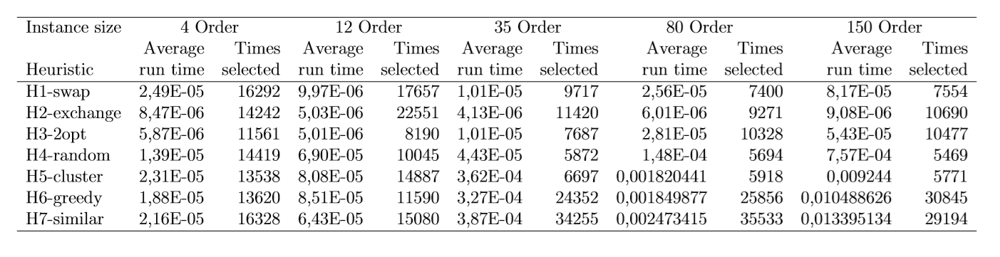 Instance size 4 Order 12 Order 35 Order 80 Order 150 Order
Average Times Average Times Average Times Average Times Average Times
Heuristic run time selected run time selected run time selected run time selected run time selected
H1-swap 2,49E-05 16292 9,97E-06 17657 1,01E-05 9717 2,56E-05 7400 8,17E-05 7554
H2-exchange 8,47E-06 14242 5,03E-06 22551 4,13E-06 11420 6,01E-06 9271 9,08E-06 10690
H3-2opt 5,87E-06 11561 5,01E-06 8190 1,01E-05 7687 2,81E-05 10328 5,43E-05 10477
H4-random 1,39E-05 14419 6,90E-05 10045 4,43E-05 5872 1,48E-04 5694 7,57E-04 5469
H5-cluster 2,31E-05 13538 8,08E-05 14887 3,62E-04 6697 0,001820441 5918 0,009244 5771
H6-greedy 1,88E-05 13620 8,51E-05 11590 3,27E-04 24352 0,001849877 25856 0,010488626 30845
H7-similar 2,16E-05 16328 6,43E-05 15080 3,87E-04 34255 0,002473415 35533 0,013395134 29194